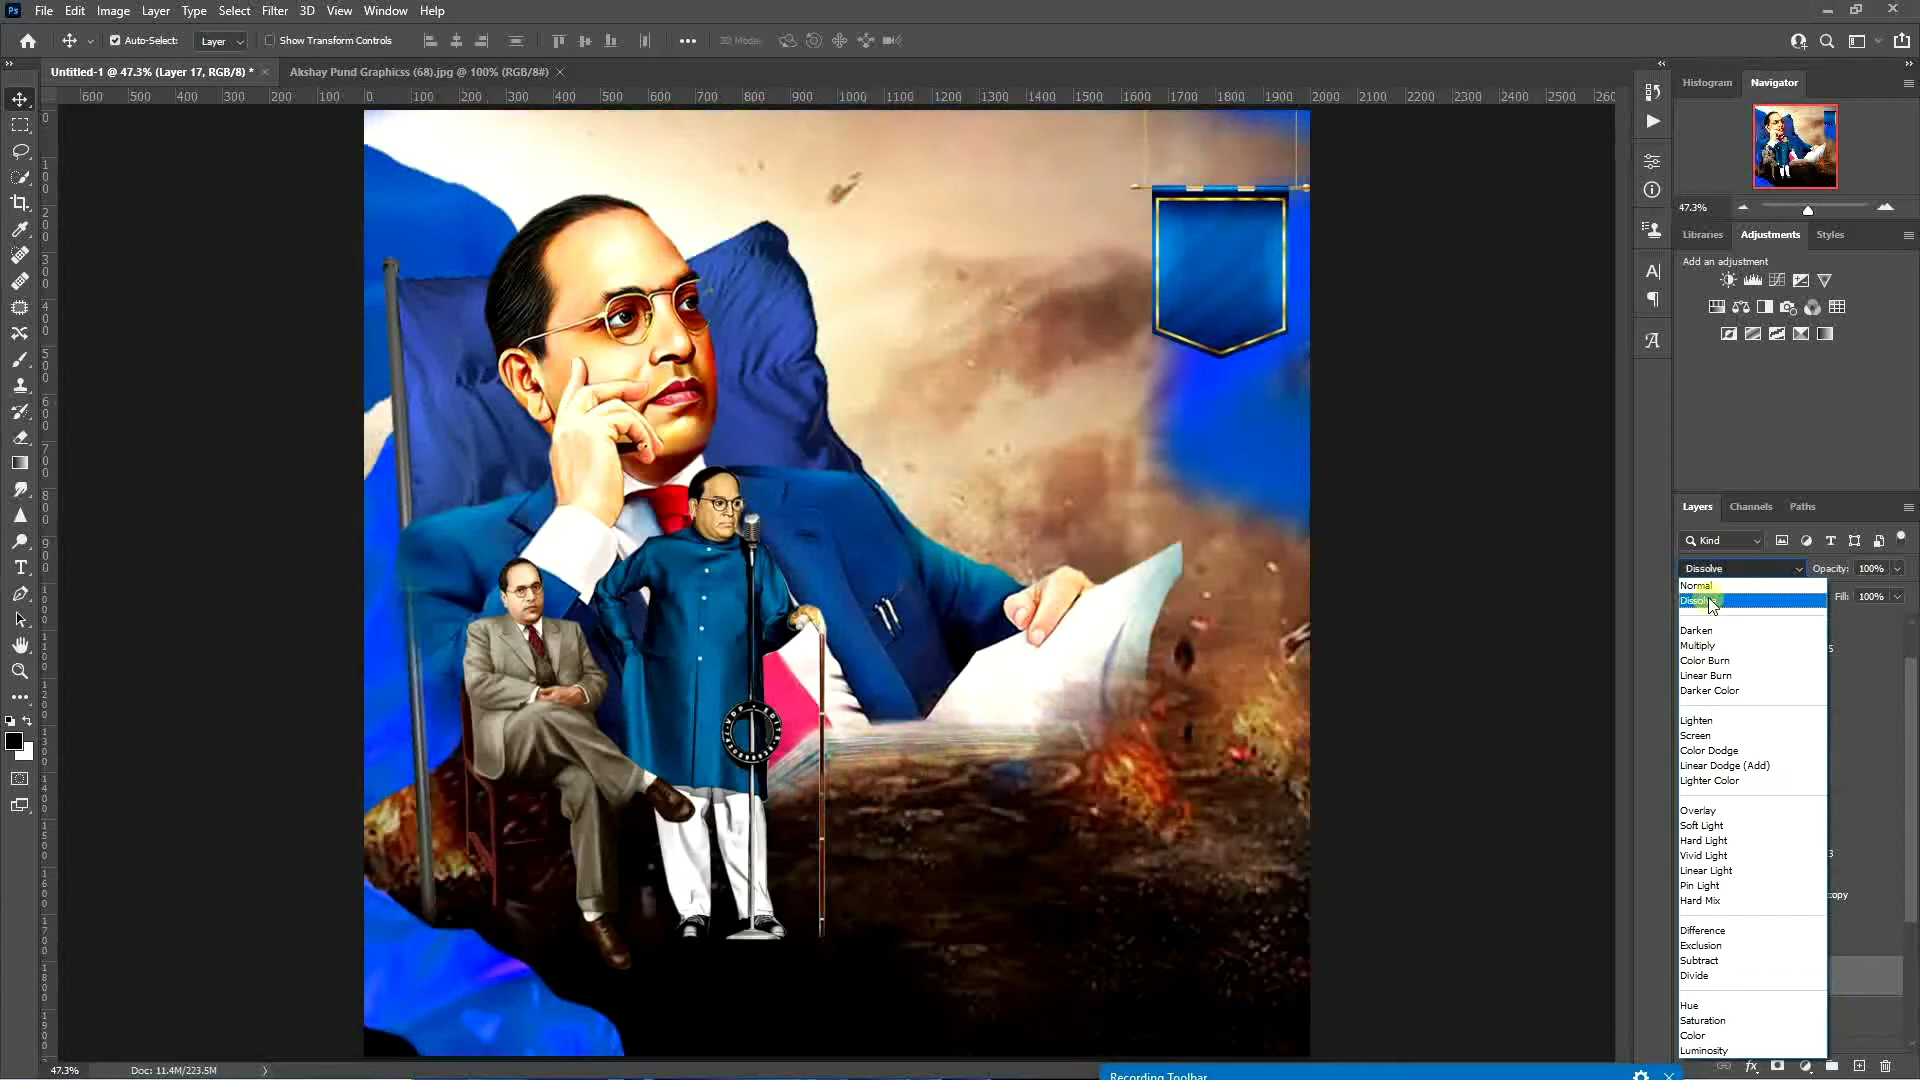 Ps File Edit Image Layer Type Select Filter 3D View Window Help
Auto-Select: Layer Show Transform Controls 3D Mode:
Untitled-1 @ 47.3% (Layer 17, RGB/8) * Akshay Pund Graphicss (68).jpg @ 100% (RGB/8#)
600 500 400 300 200 100 0 100 200 300 400 500 600 700 800 900 1000 1100 1200 1300 1400 1500 1600 1700 1800 1900 2000 2100 2200 2300 2400 2500
Histogram Navigator
47.3%
Libraries Adjustments Styles
Add an adjustment
Layers Channels Paths
Kind
Dissolve Opacity: 100%
Normal
Dissolve Fill: 100%
Darken
Multiply
Color Burn
Linear Burn
Darker Color
Lighten
Screen
Color Dodge
Linear Dodge (Add)
Lighter Color
Overlay
Soft Light
Hard Light
Vivid Light
Linear Light
Pin Light
Hard Mix
copy
Difference
Exclusion
Subtract
Divide
Hue
Saturation
Color
Luminosity
47.3% Doc: 11.4M/223.5M
Recording Toolbar